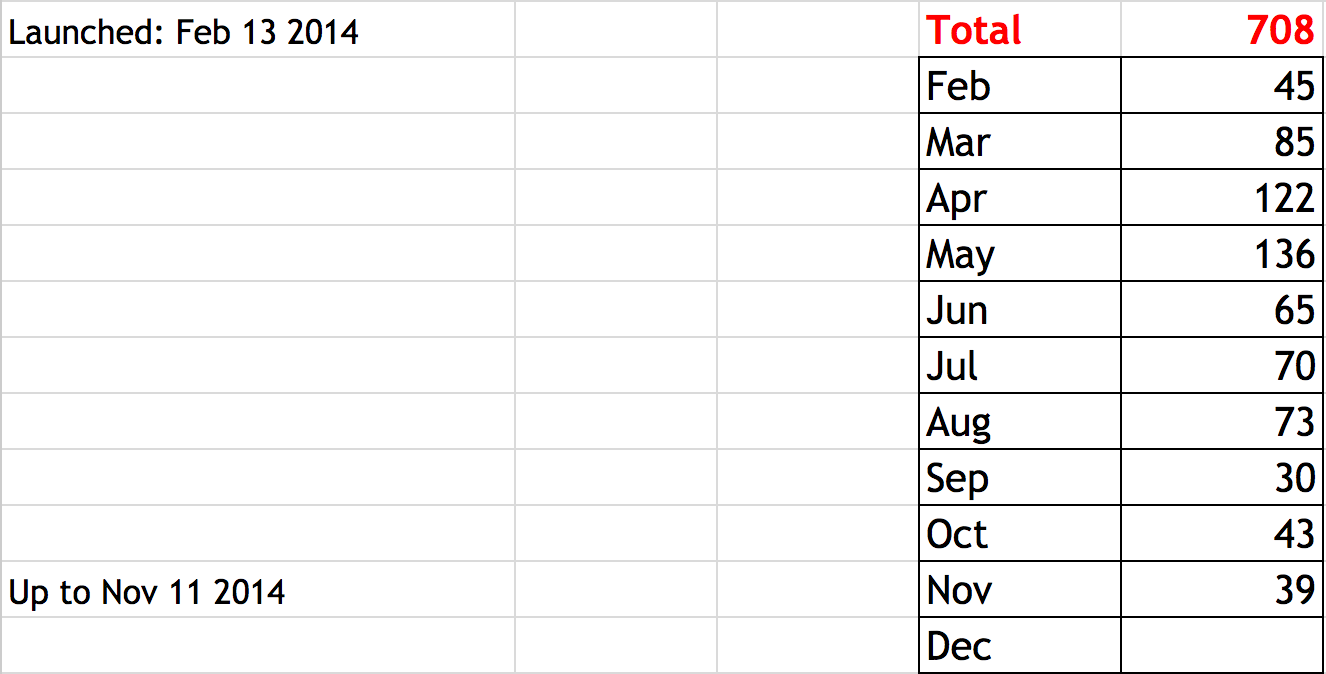 Launched: Feb 13 2014 Total 708
Feb 45
Mar 85
Apr 122
May 136
Jun 65
Jul 70
Aug 73
Sep 30
Oct 43
Up to Nov 11 2014 Nov 39
Dec